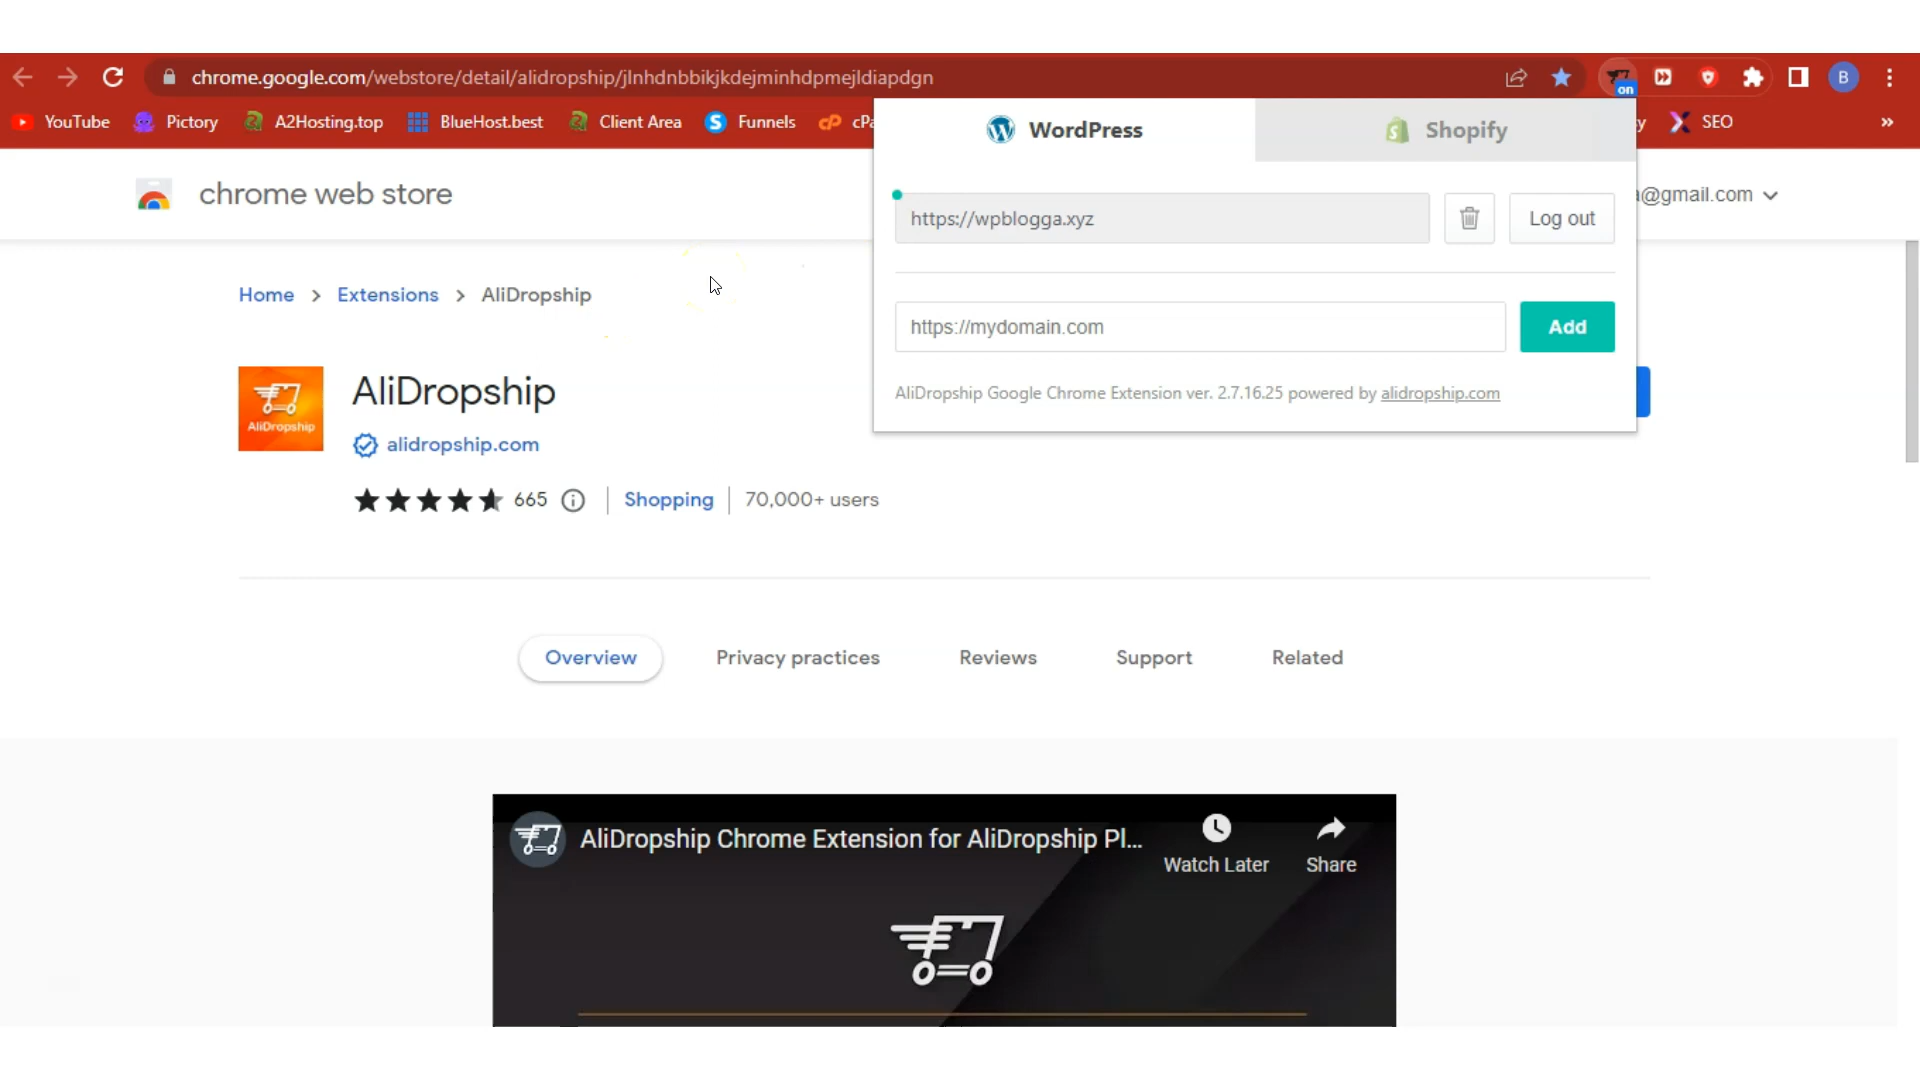 chrome.google.com/webstore/detail/alidropship/jlnhdnbbikjkdejminhdpmejldiapdgn
on
B
YouTube Pictory A2Hosting.top BlueHost.best Client Area Funnels cPa y SEO »
WordPress Shopify
chrome web store
@gmail.com
https://wpblogga.xyz Log out
Home > Extensions > AliDropship
https://mydomain.com Add
AliDropship
AliDropship
AliDropship Google Chrome Extension ver. 2.7.16.25 powered by alidropship.com
alidropship.com
665 Shopping 70,000+ users
Overview Privacy practices Reviews Support Related
AliDropship Chrome Extension for AliDropship Pl...
Watch Later Share